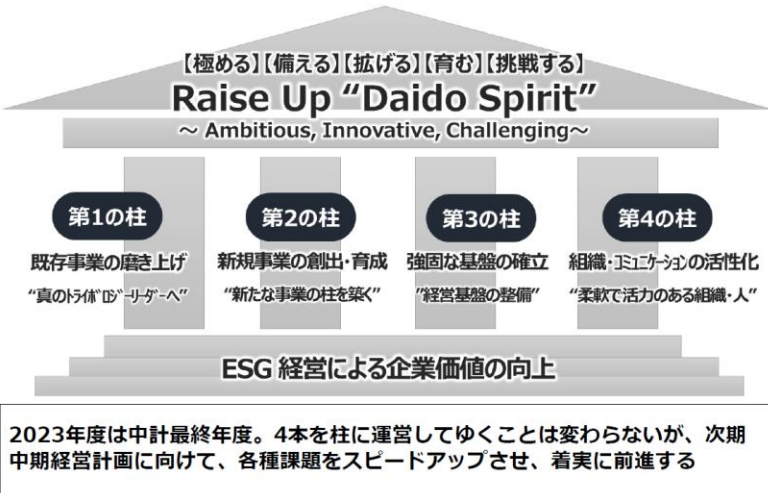 【極める】【備える】【拡げる】【育む】【挑戦する】
Raise Up “Daido Spirit”
～ Ambitious, Innovative, Challenging～
第1の柱
既存事業の磨き上げ
“真のﾄﾗｲﾎﾞﾛｼﾞｰﾘｰﾀﾞｰへ”
第2の柱
新規事業の創出・育成
“新たな事業の柱を築く”
第3の柱
強固な基盤の確立
”経営基盤の整備”
第4の柱
組織・ｺﾐｭﾆｹｰｼｮﾝの活性化
“柔軟で活力のある組織・人”
ESG 経営による企業価値の向上
2023年度は中計最終年度。4本を柱に運営してゆくことは変わらないが、次期
中期経営計画に向けて、各種課題をスピードアップさせ、着実に前進する